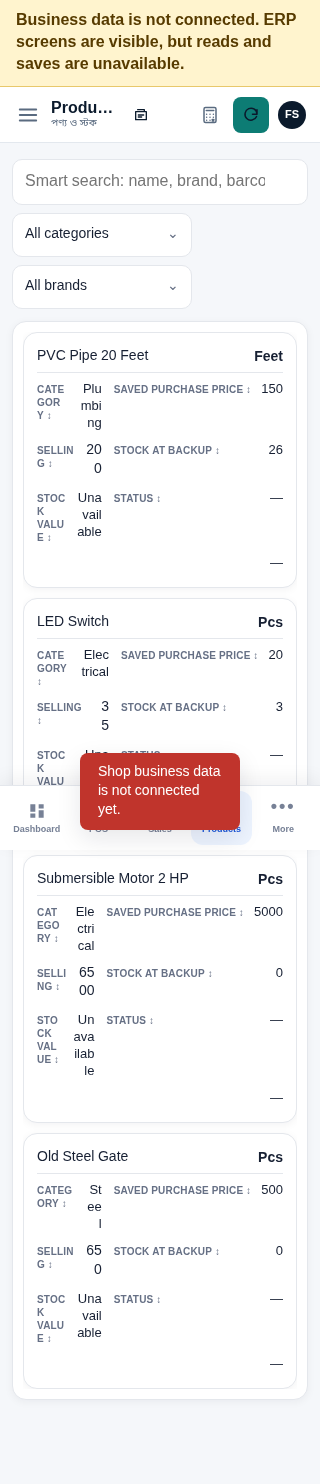 Business data is not connected. ERP
screens are visible, but reads and
saves are unavailable.
Produ…
পণ্য ও স্টক
FS
Smart search: name, brand, barco
All categories
All brands
PVC Pipe 20 Feet Feet
CATE
GOR
Y ↕
Plu
mbi
ng
SAVED PURCHASE PRICE ↕ 150
SELLIN
G ↕
20
0
STOCK AT BACKUP ↕ 26
STOC
K
VALU
E ↕
Una
vail
able
STATUS ↕ —
—
LED Switch Pcs
CATE
GORY
↕
Elec
trical
SAVED PURCHASE PRICE ↕ 20
SELLING
↕
3
5
STOCK AT BACKUP ↕ 3
STOC
K
VALU
—
Shop business data
is not connected
yet.
Dashboard
More
Submersible Motor 2 HP Pcs
CAT
EGO
RY ↕
Ele
ctri
cal
SAVED PURCHASE PRICE ↕ 5000
SELLI
NG ↕
65
00
STOCK AT BACKUP ↕ 0
STO
CK
VAL
UE ↕
Un
ava
ilab
le
STATUS ↕ —
—
Old Steel Gate Pcs
CATEG
ORY ↕
St
ee
l
SAVED PURCHASE PRICE ↕ 500
SELLIN
G ↕
65
0
STOCK AT BACKUP ↕ 0
STOC
K
VALU
E ↕
Una
vail
able
STATUS ↕ —
—